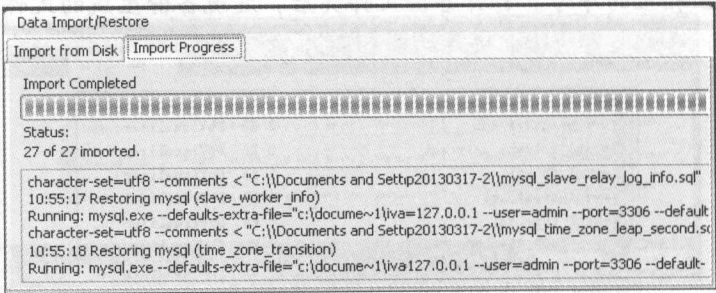 Data Import/Restore
Import from Disk Import Progress
Import Completed
Status:
27 of 27 imported.
character-set=utf8 --comments < "C:\\Documents and Settıp20130317-2\\mysql_slave_relay_log_info.sql"
10:55:17 Restoring mysql (slave_worker_info)
Running: mysql.exe --defaults-extra-file="c:\docume~1\iva=127.0.0.1 --user=admin --port=3306 --default
character-set=utf8 --comments < "C:\\Documents and Settıp20130317-2\\mysql_time_zone_leap_second.sc
10:55:18 Restoring mysql (time_zone_transition)
Running: mysql.exe --defaults-extra-file="c:\docume~1\iva127.0.0.1 --user=admin --port=3306 --default-